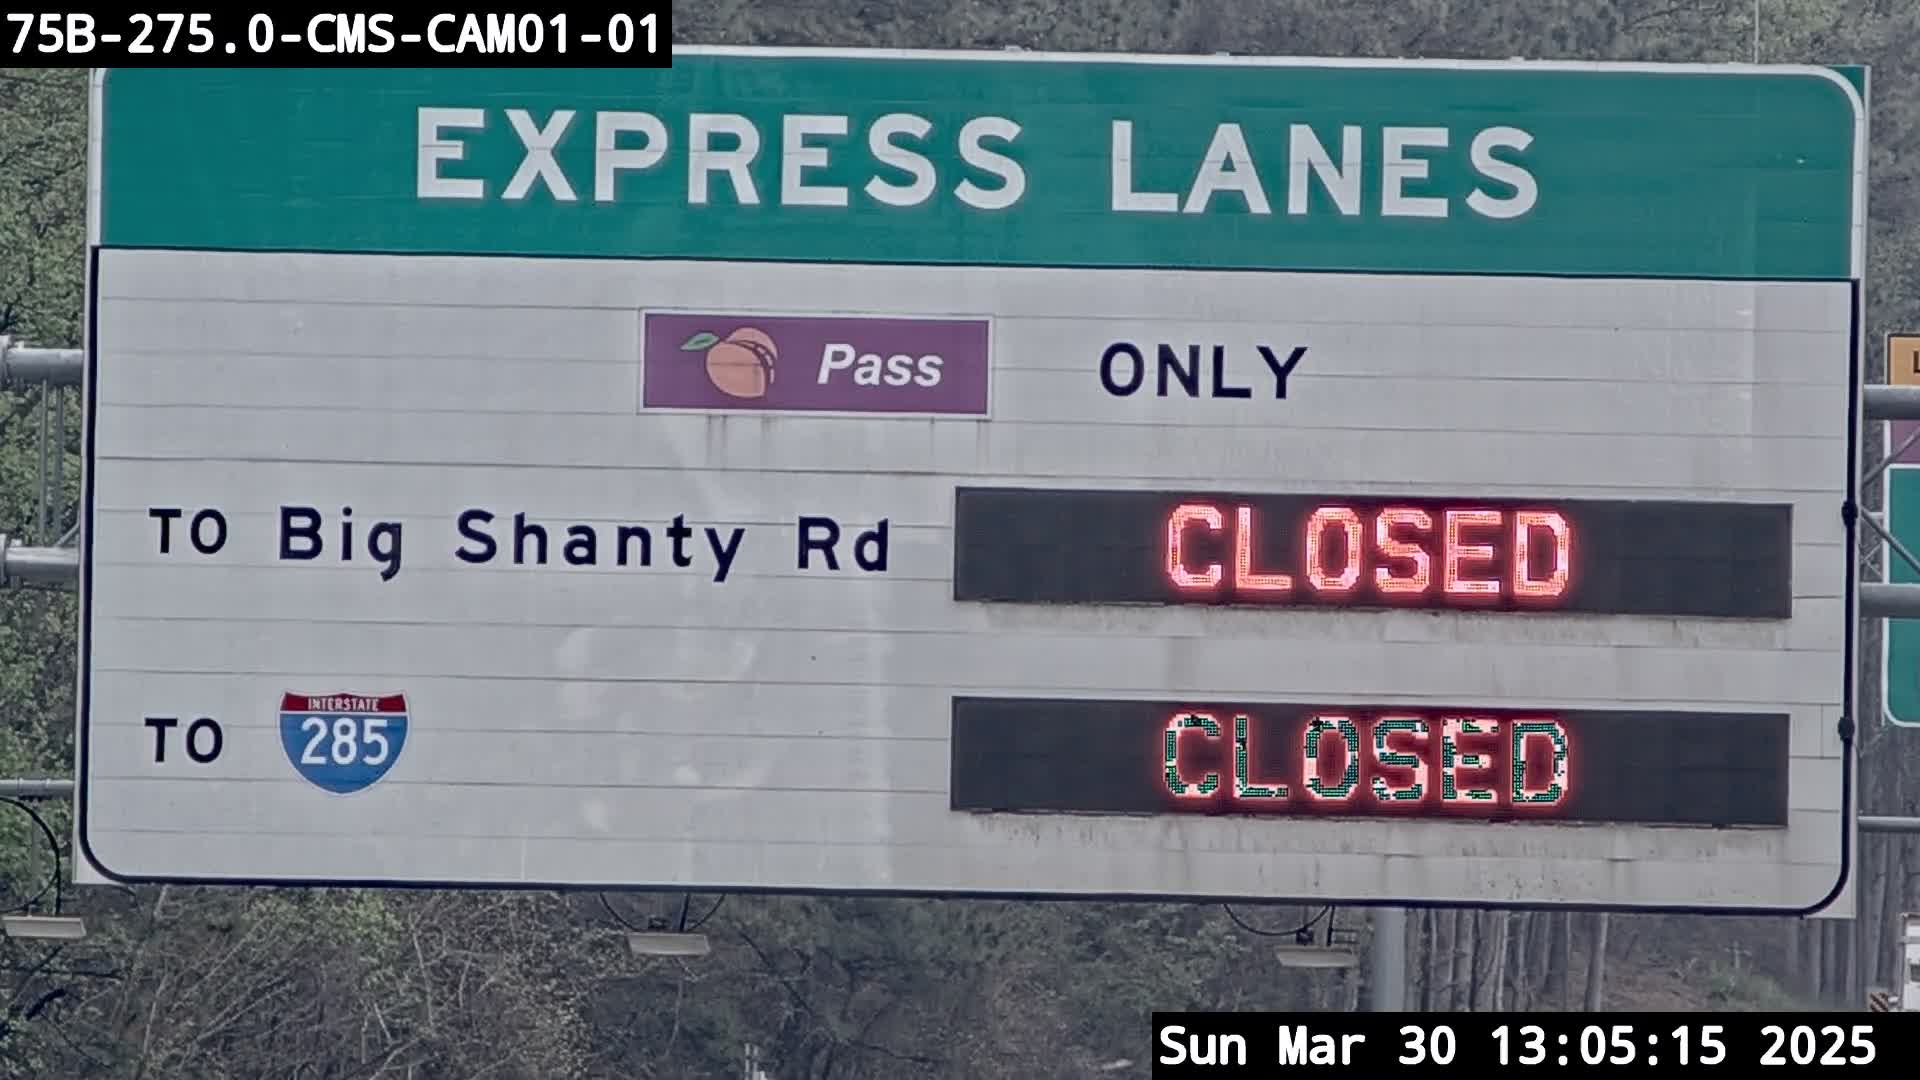 75B-275.0-CMS-CAM01-01
EXPRESS LANES
Pass ONLY
TO Big Shanty Rd CLOSED
TO INTERSTATE 285 CLOSED
Sun Mar 30 13:05:15 2025